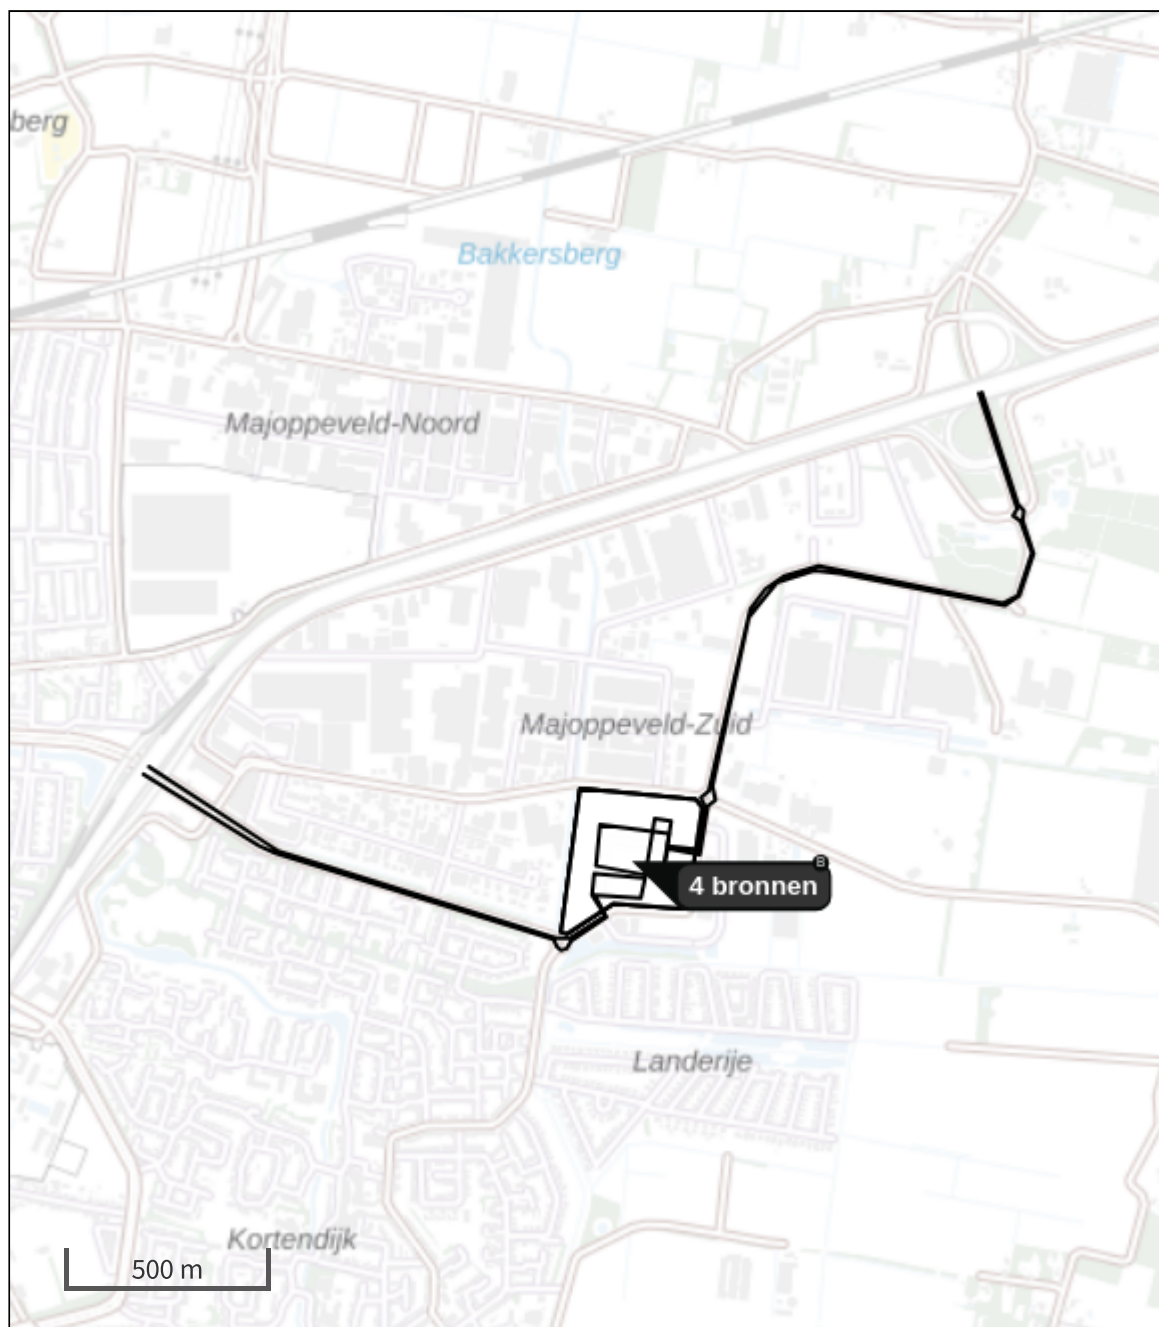 berg
Bakkersberg
Majoppeveld-Noord
Majoppeveld-Zuid
B
4 bronnen
Landerije
Kortendijk
500 m